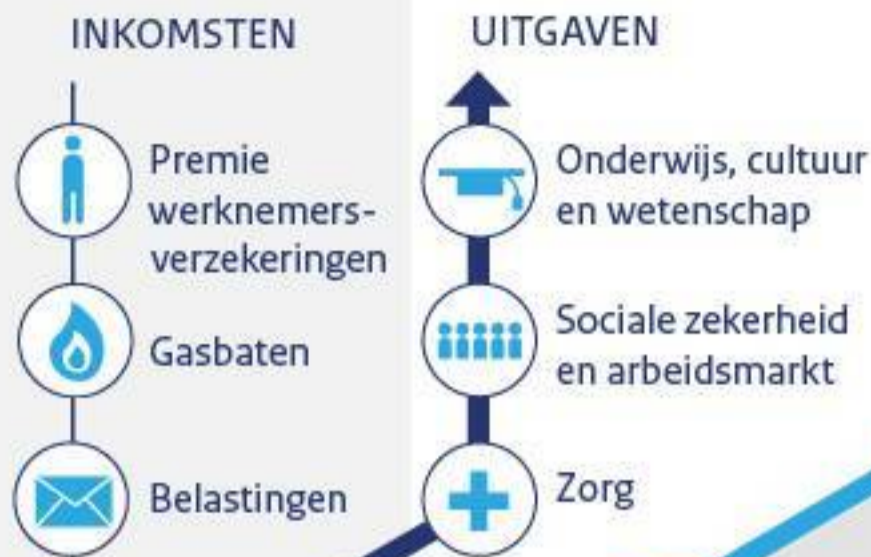 INKOMSTEN
Premie
werknemers-
verzekeringen
Gasbaten
Belastingen
UITGAVEN
Onderwijs, cultuur
en wetenschap
Sociale zekerheid
en arbeidsmarkt
Zorg